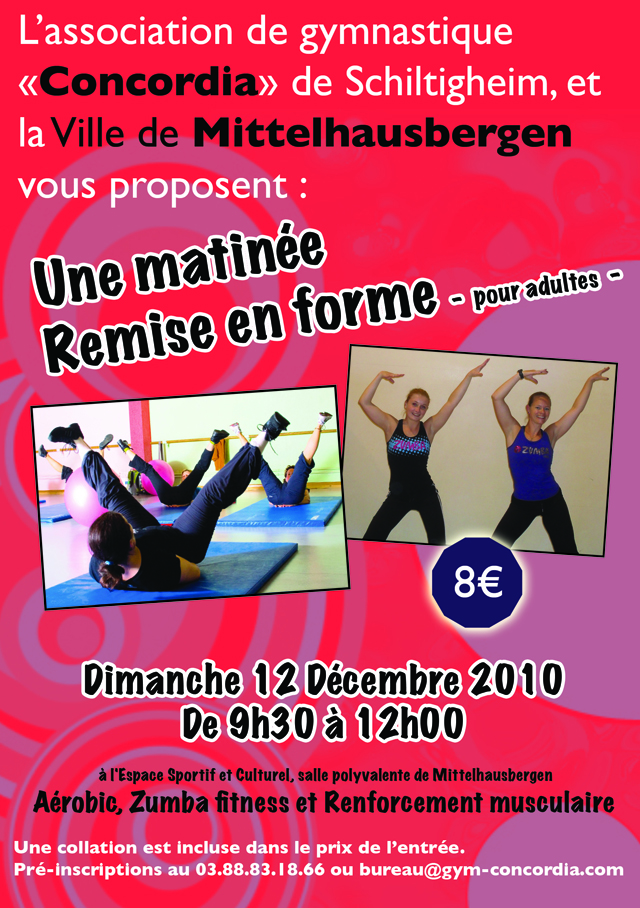 L'association de gymnastique
«Concordia» de Schiltigheim, et
la Ville de Mittelhausbergen
vous proposent :
Une matinée
Remise en forme - pour adultes -
ZUMBA
ZUMBA
8€
Dimanche 12 Décembre 2010
De 9h30 à 12h00
à l'Espace Sportif et Culturel, salle polyvalente de Mittelhausbergen
Aérobic, Zumba fitness et Renforcement musculaire
Une collation est incluse dans le prix de l'entrée.
Pré-inscriptions au 03.88.83.18.66 ou bureau@gym-concordia.com